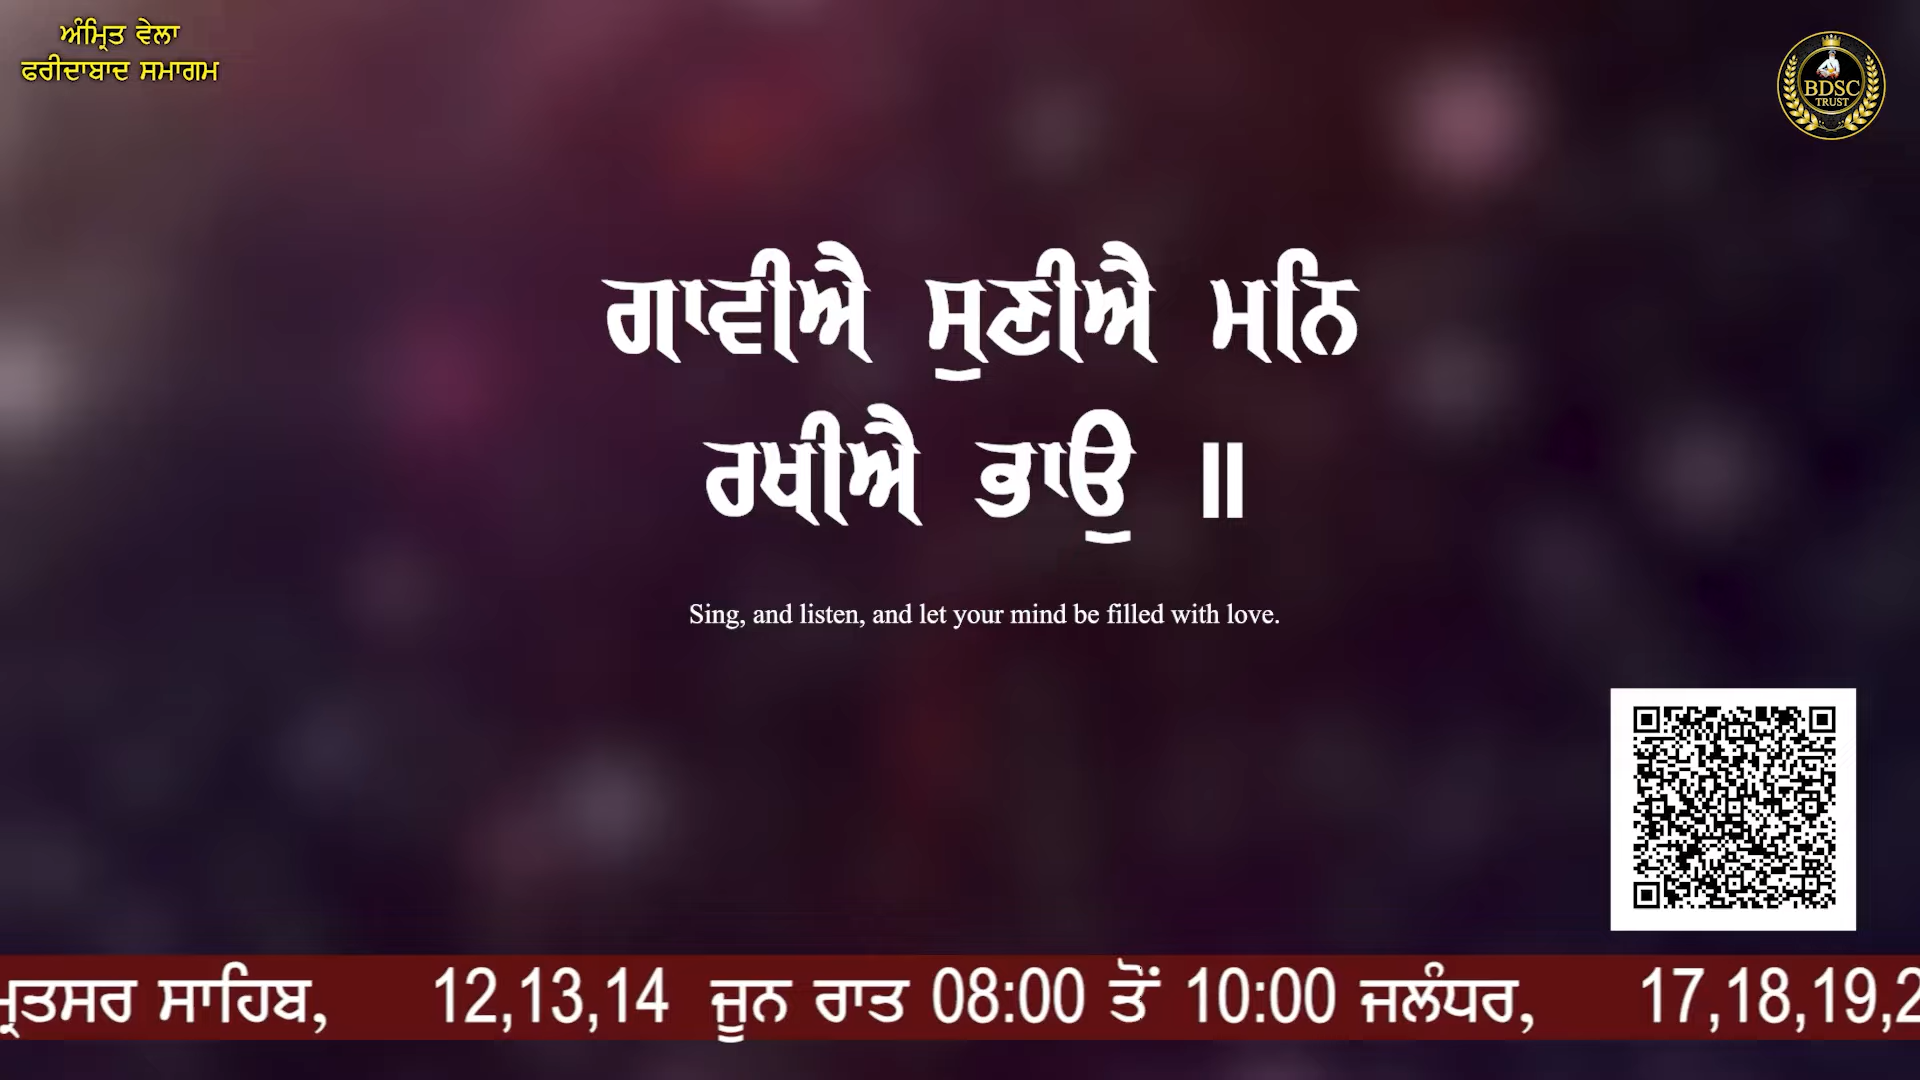 ਅੰਮ੍ਰਿਤ ਵੇਲਾ
ਫਰੀਦਾਬਾਦ ਸਮਾਗਮ
BDSC
TRUST
ਗਾਵੀਐ ਸੁਣੀਐ ਮਨਿ
ਰਖੀਐ ਭਾਉ ॥
Sing, and listen, and let your mind be filled with love.
ਸਾਹਿਬ, 12,13,14 ਜੂਨ ਰਾਤ 08:00 ਤੋਂ 10:00 ਜਲੰਧਰ, 17,18,19,